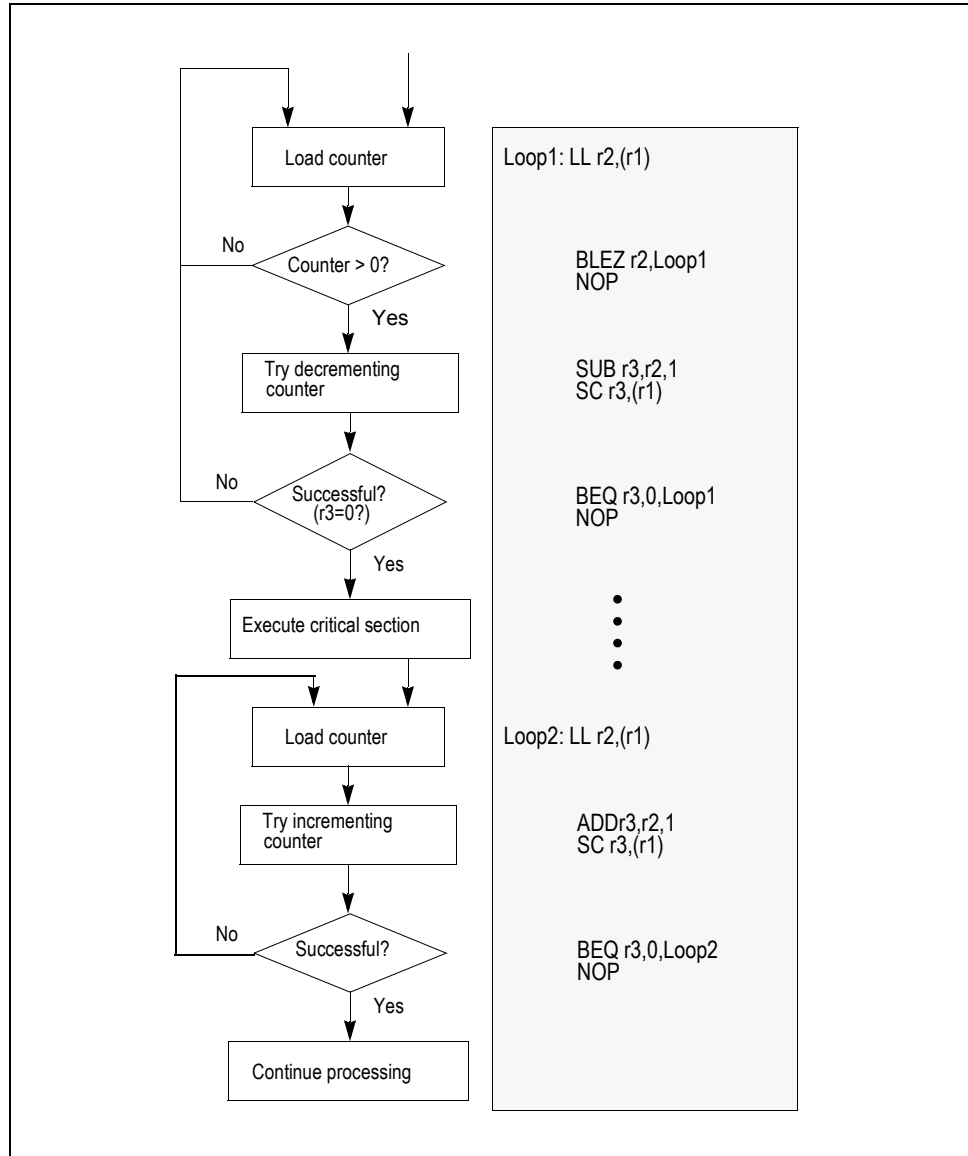 Load counter
Loop1: LL r2,(r1)
No
Counter > 0?
BLEZ r2,Loop1
NOP
Yes
Try decrementing
counter
SUB r3,r2,1
SC r3,(r1)
No
Successful?
(r3=0?)
BEQ r3,0,Loop1
NOP
Yes
Execute critical section
Load counter
Loop2: LL r2,(r1)
Try incrementing
counter
ADDr3,r2,1
SC r3,(r1)
No
Successful?
BEQ r3,0,Loop2
NOP
Yes
Continue processing